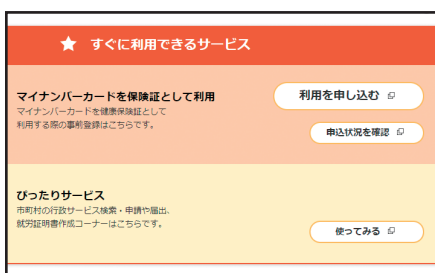 ★ すぐに利用できるサービス
マイナンバーカードを保険証として利用
マイナンバーカードを健康保険証として
利用する際の事前登録はこちらです。
利用を申し込む
申込状況を確認
ぴったりサービス
市町村の行政サービス検索・申請や届出、
就労証明書作成コーナーはこちらです。
使ってみる